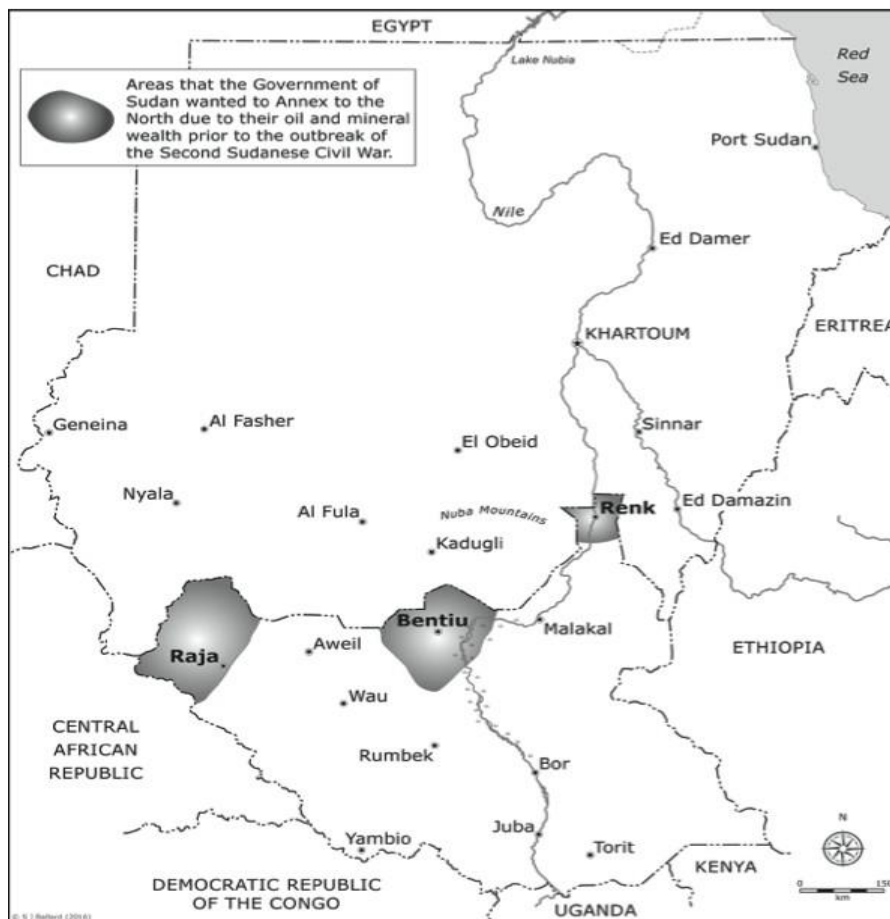 EGYPT
Lake Nubia
Red
Sea
Areas that the Government of
Sudan wanted to Annex to the
North due to their oil and mineral
wealth prior to the outbreak of
the Second Sudanese Civil War.
Port Sudan
Nile
Ed Damer
CHAD
KHARTOUM
ERITREA
Geneina
Al Fasher
Sinnar
El Obeid
Nyala
Al Fula
Nuba Mountains
Renk
Ed Damazin
Kadugli
Bentiu
Malakal
Raja
Aweil
ETHIOPIA
Wau
CENTRAL
AFRICAN
REPUBLIC
Rumbek
Bor
Juba
Torit
Yambio
N
KENYA
DEMOCRATIC REPUBLIC
OF THE CONGO
UGANDA
0 150
km
(2016)